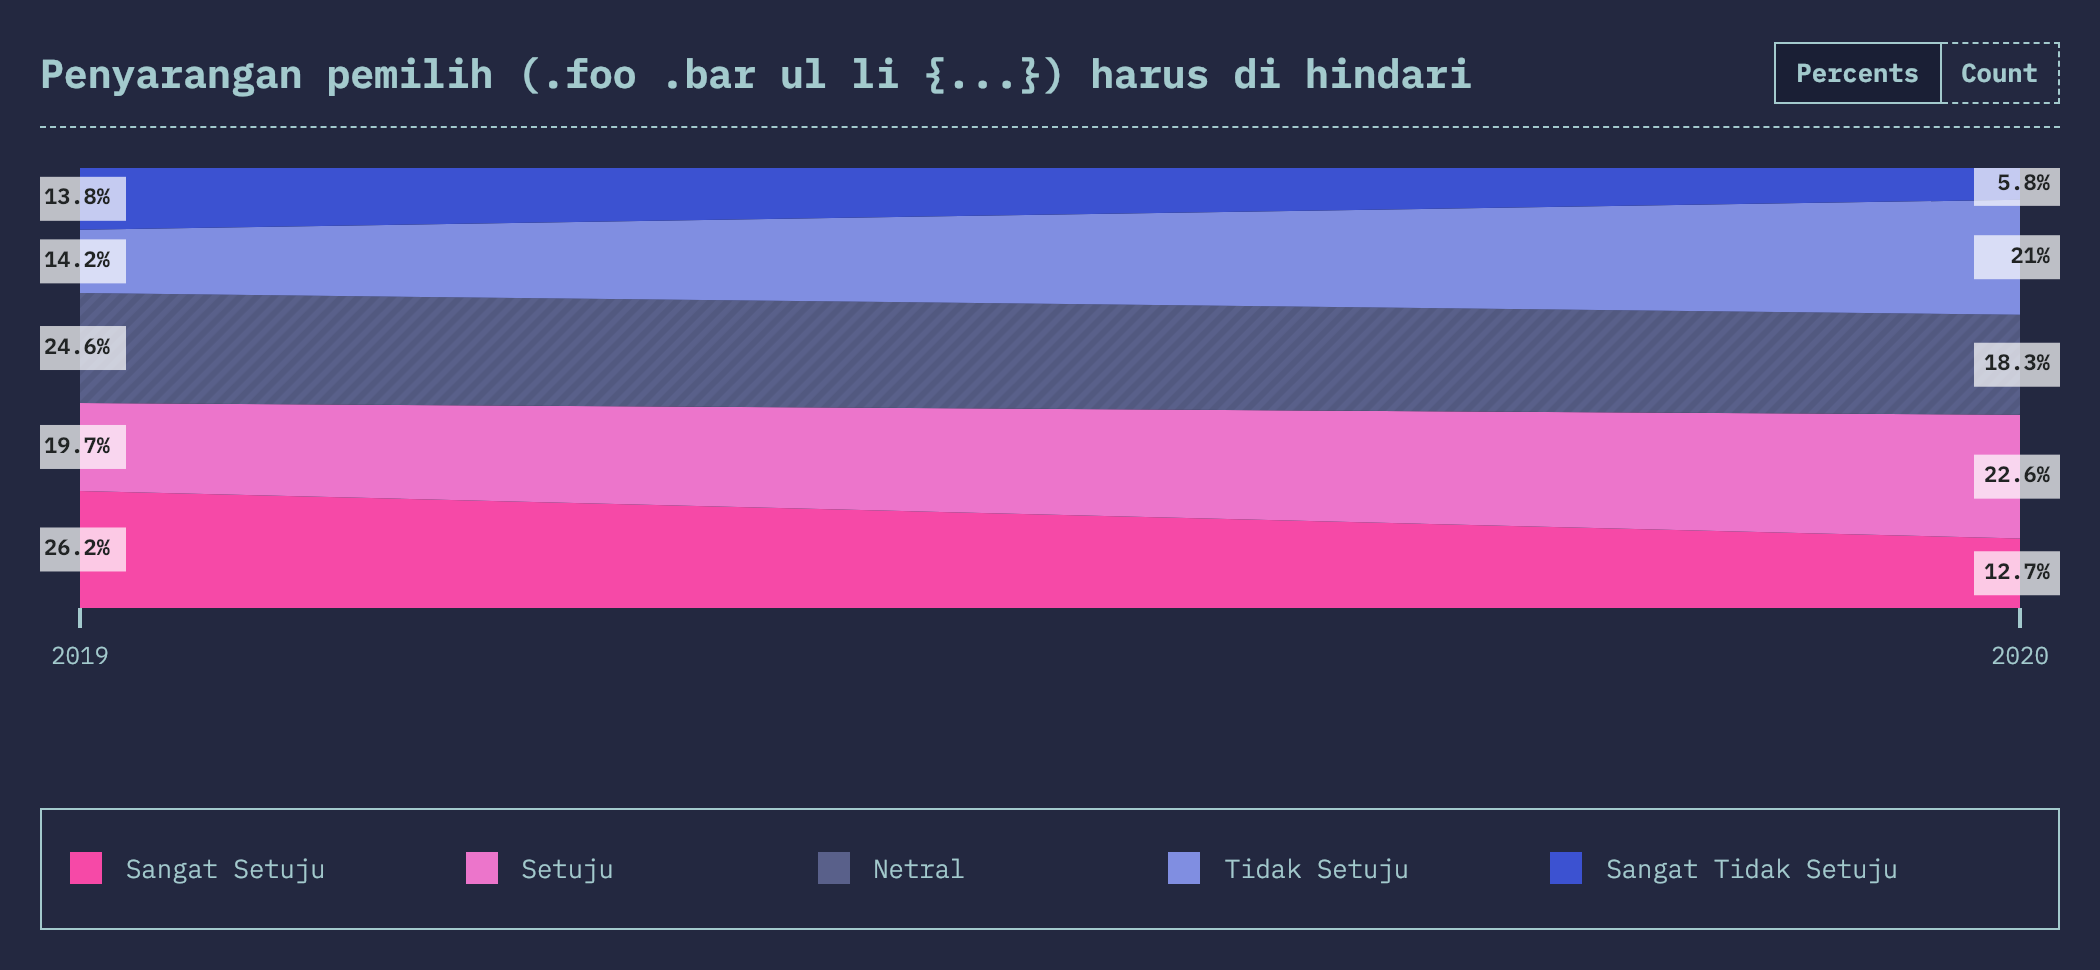 Penyarangan pemilih (.foo .bar ul li {...}) harus di hindari
Percents
Count
13.8%
14.2%
24.6%
19.7%
26.2%
5.8%
21%
18.3%
22.6%
12.7%
2019
2020
Sangat Setuju
Setuju
Netral
Tidak Setuju
Sangat Tidak Setuju